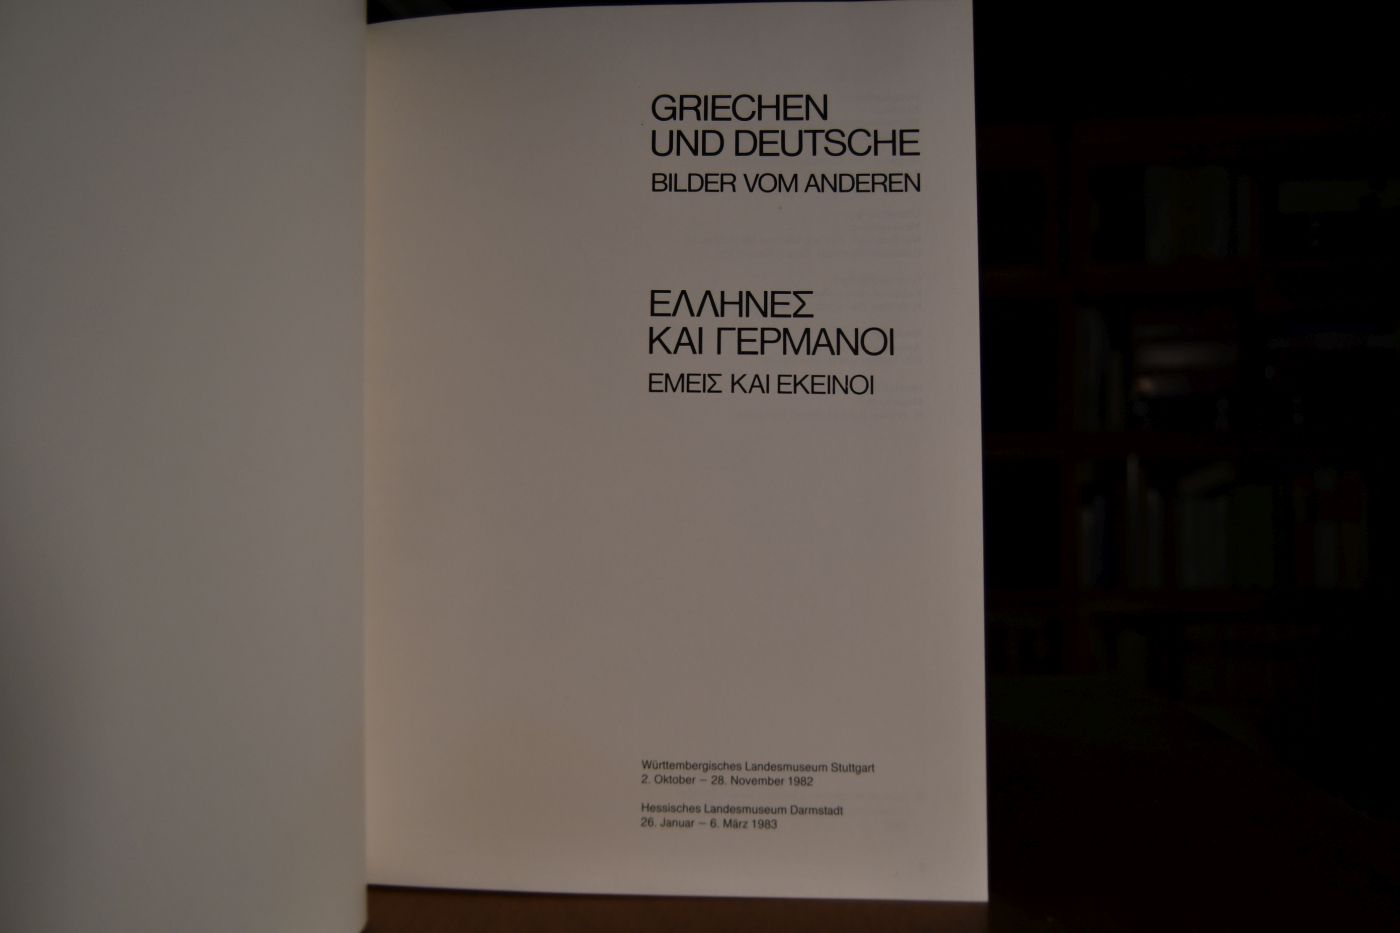 GRIECHEN
UND DEUTSCHE
BILDER VOM ANDEREN
ΕΛΛΗΝΕΣ
ΚΑΙ ΓΕΡΜΑΝΟΙ
ΕΜΕΙΣ ΚΑΙ ΕΚΕΙΝΟΙ
Württembergisches Landesmuseum Stuttgart
2. Oktober – 28. November 1982
Hessisches Landesmuseum Darmstadt
26. Januar – 6. März 1983